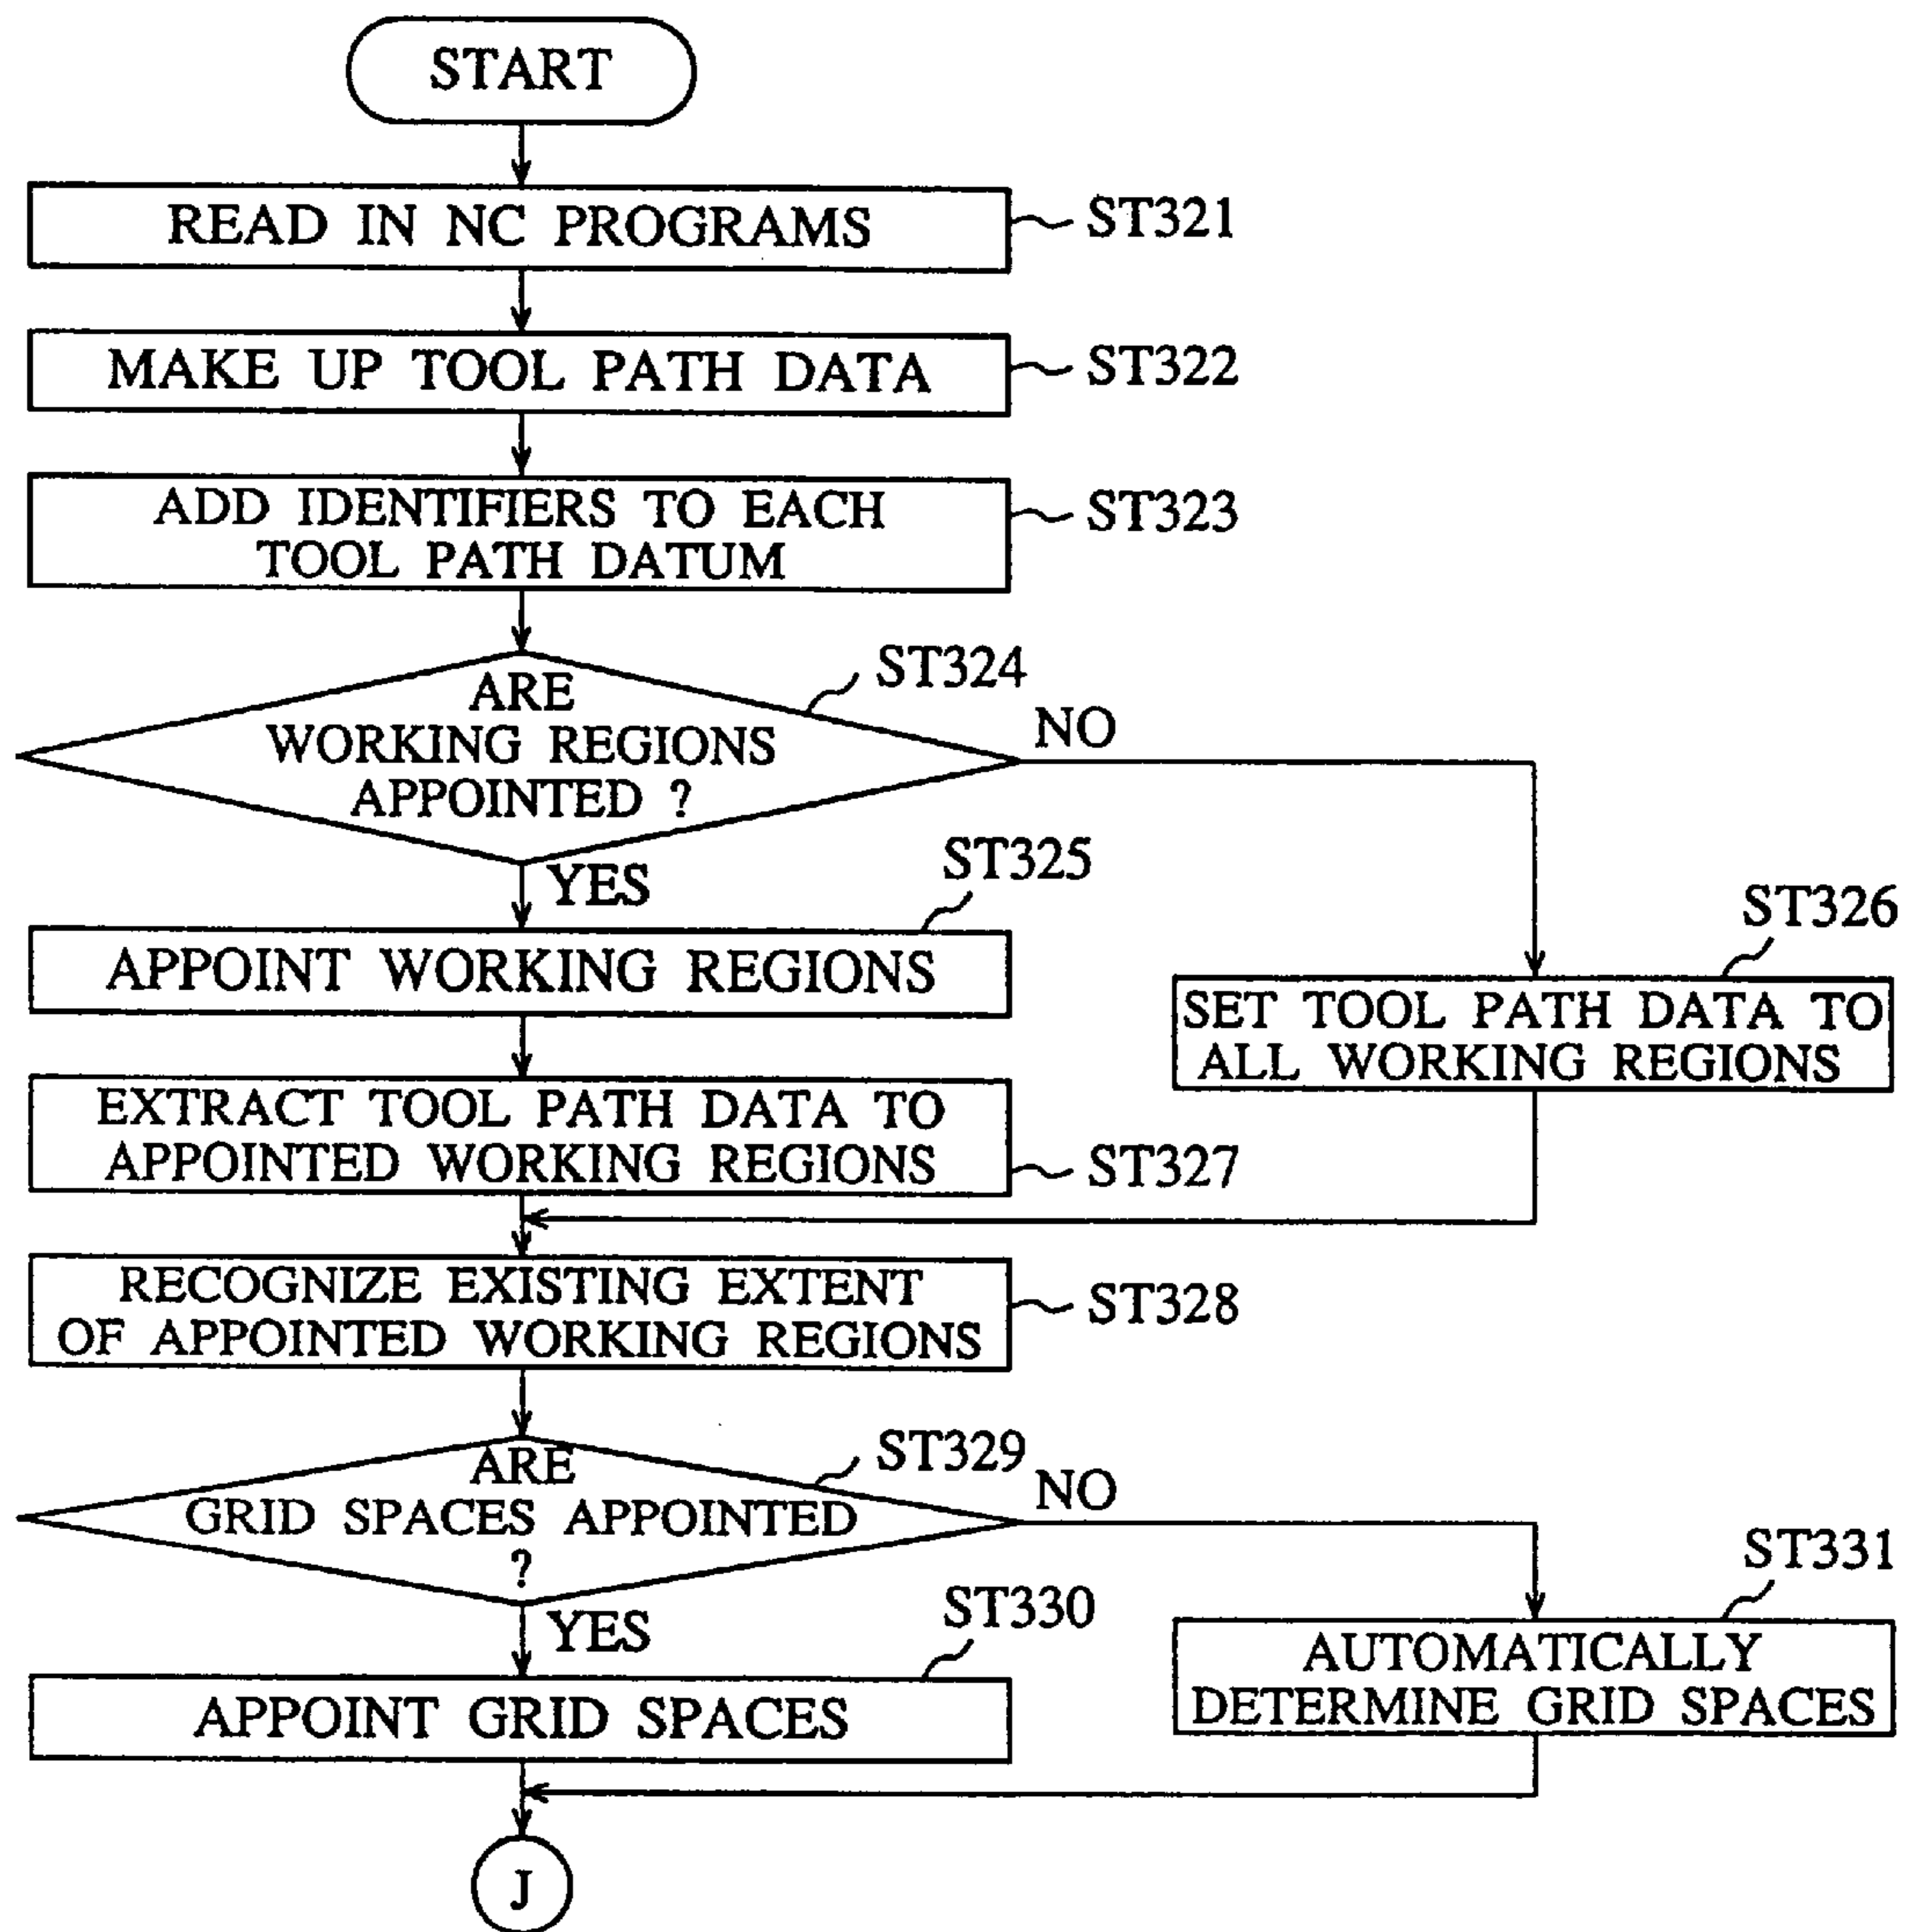 START
READ IN NC PROGRAMS
ST321
MAKE UP TOOL PATH DATA
ST322
ADD IDENTIFIERS TO EACH
TOOL PATH DATUM
ST323
ST324
ARE
WORKING REGIONS
APPOINTED ?
NO
YES
ST325
APPOINT WORKING REGIONS
ST326
SET TOOL PATH DATA TO
ALL WORKING REGIONS
EXTRACT TOOL PATH DATA TO
APPOINTED WORKING REGIONS
ST327
RECOGNIZE EXISTING EXTENT
OF APPOINTED WORKING REGIONS
ST328
ST329
ARE
GRID SPACES APPOINTED
?
NO
YES
ST330
APPOINT GRID SPACES
ST331
AUTOMATICALLY
DETERMINE GRID SPACES
J